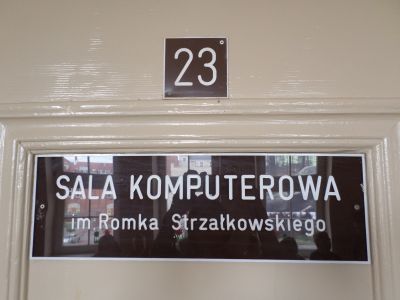 23
SALA KOMPUTEROWA
im. Romka Strzałkowskiego